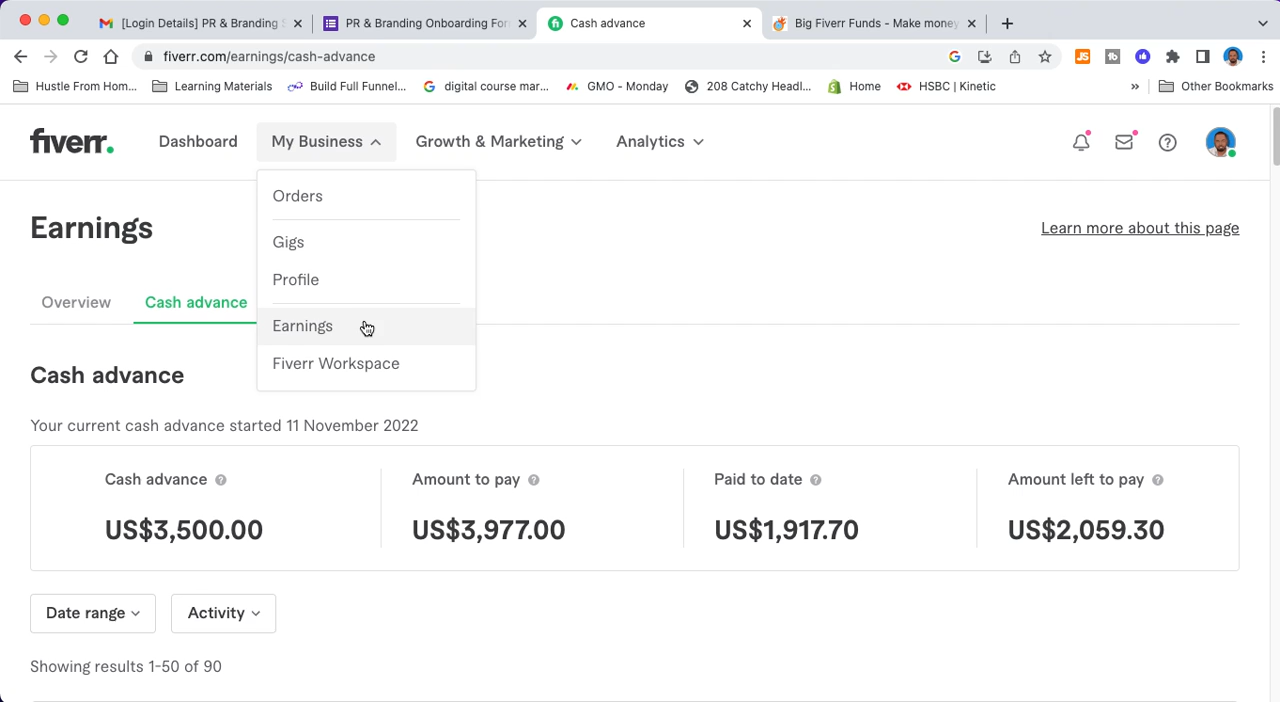 [Login Details] PR & Branding S
PR & Branding Onboarding For
Cash advance
Big Fiverr Funds - Make money
fiverr.com/earnings/cash-advance
Hustle From Hom...
Learning Materials
Build Full Funnel...
digital course mar...
GMO - Monday
208 Catchy Headl...
Home
HSBC | Kinetic
»
Other Bookmarks
fiverr.
Dashboard
My Business
Growth & Marketing
Analytics
Orders
Gigs
Profile
Earnings
Fiverr Workspace
Earnings
Learn more about this page
Overview
Cash advance
Cash advance
Your current cash advance started 11 November 2022
Cash advance
US$3,500.00
Amount to pay
US$3,977.00
Paid to date
US$1,917.70
Amount left to pay
US$2,059.30
Date range
Activity
Showing results 1-50 of 90